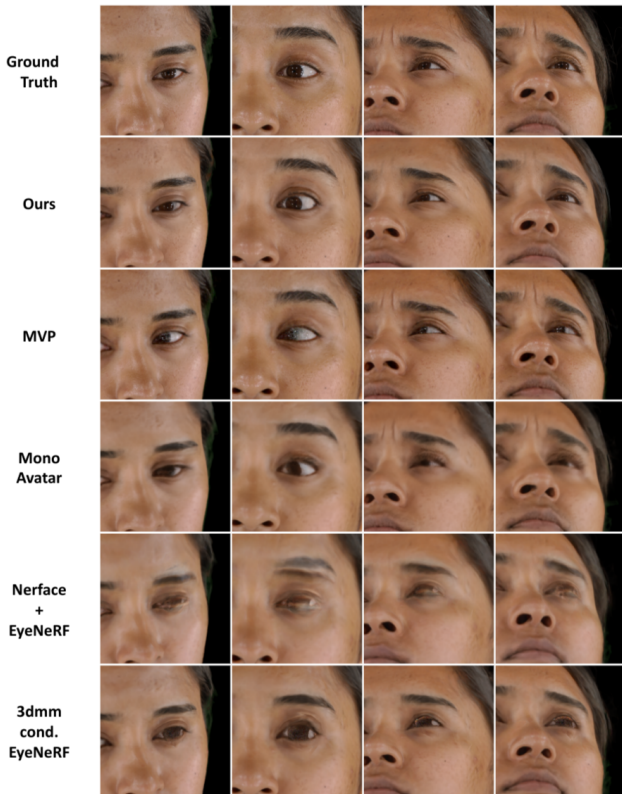 Ground
Truth
Ours
MVP
Mono
Avatar
Nerface
+
EyeNeRF
3dmm
cond.
EyeNeRF